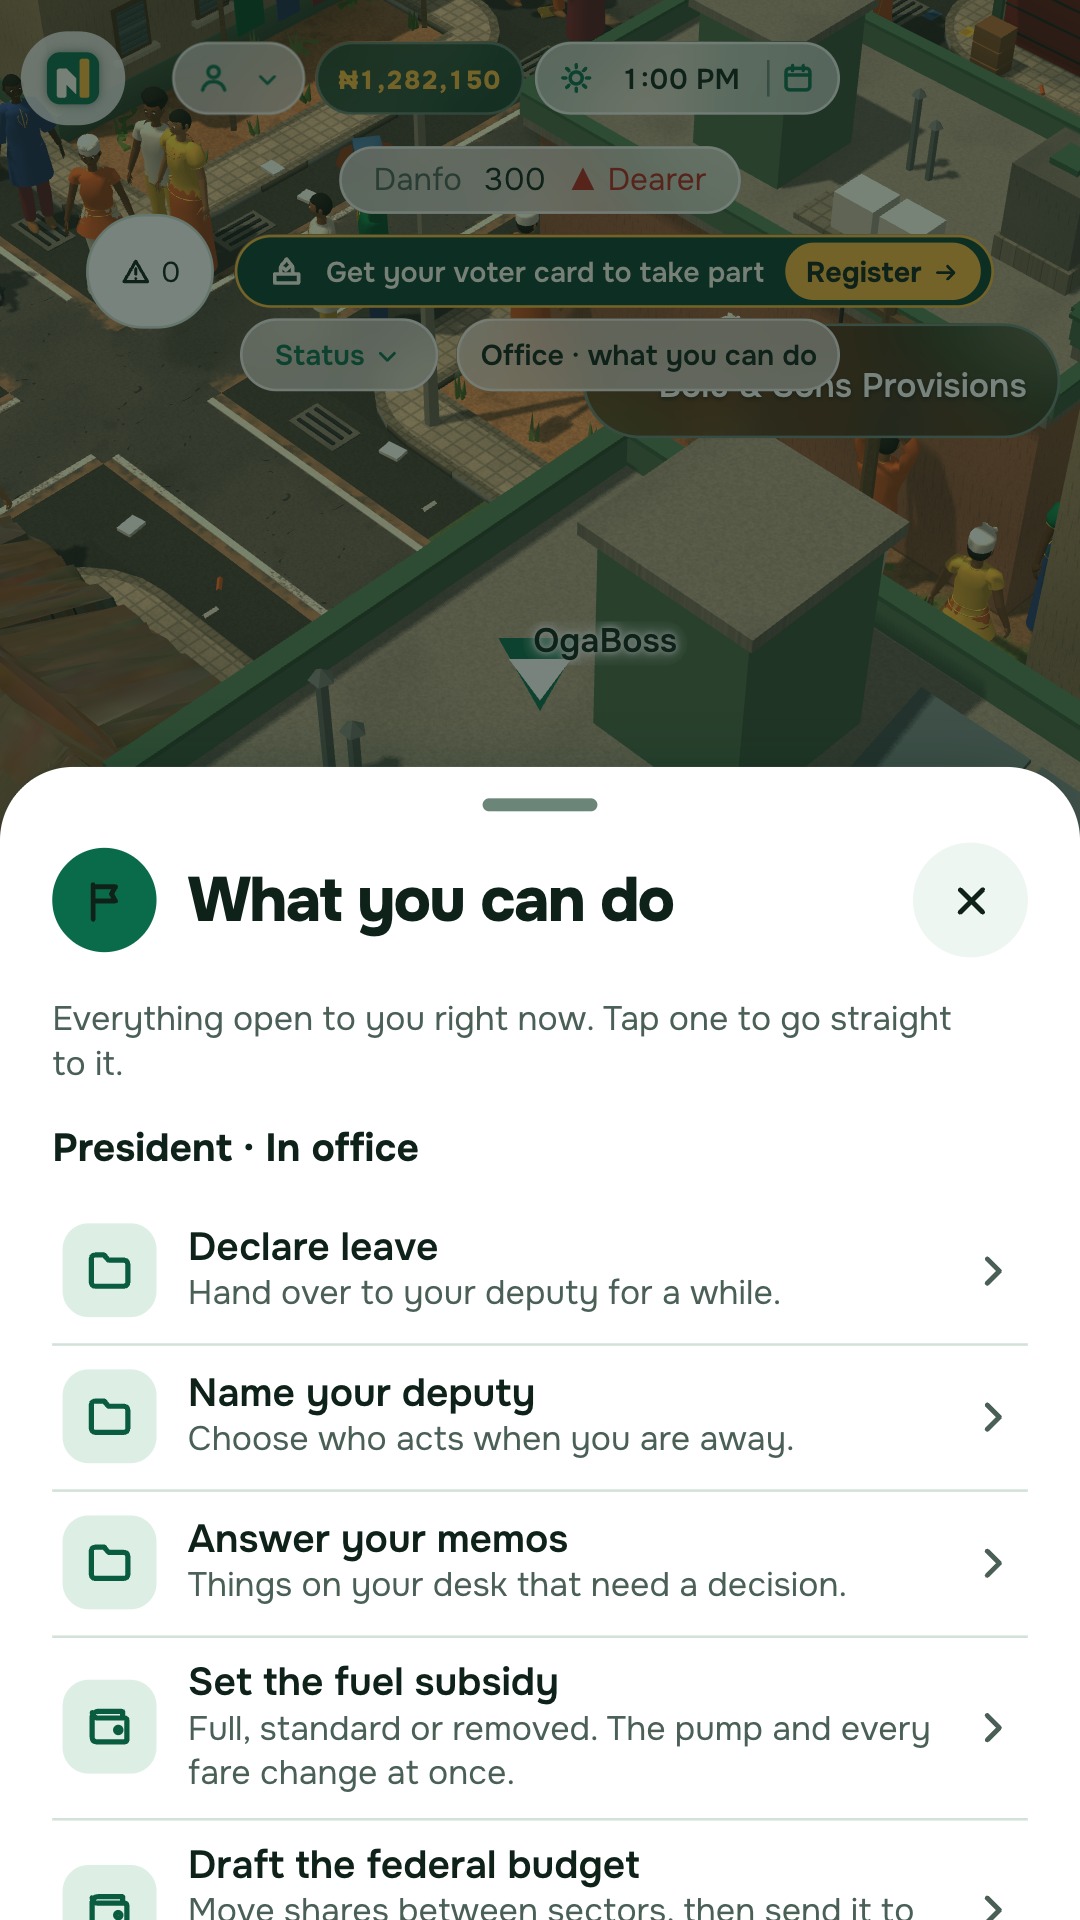 ₦1,282,150
1:00 PM
Danfo 300 ▲ Dearer
0
Get your voter card to take part
Register →
Status
Office · what you can do
Sons Provisions
OgaBoss
What you can do
Everything open to you right now. Tap one to go straight
to it.
President · In office
Declare leave
Hand over to your deputy for a while.
Name your deputy
Choose who acts when you are away.
Answer your memos
Things on your desk that need a decision.
Set the fuel subsidy
Full, standard or removed. The pump and every
fare change at once.
Draft the federal budget
Move shares between sectors, then send it to